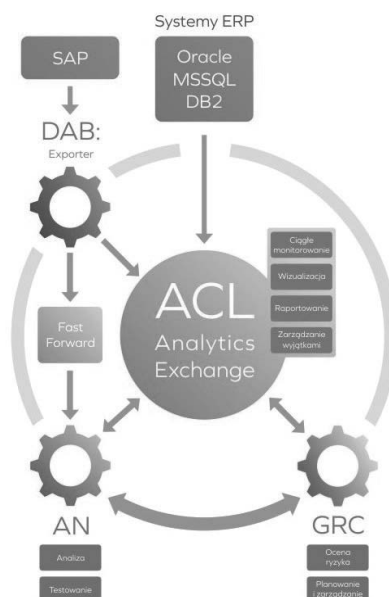 Systemy ERP
SAP
Oracle
MSSQL
DB2
DAB:
Exporter
Ciągłe
monitorowanie
Wizualizacja
Raportowanie
Zarządzanie
wyjątkami
ACL
Analytics
Exchange
Fast
Forward
AN
GRC
Analiza
Testowanie
Ocena
ryzyka
Planowanie
i zarządzanie